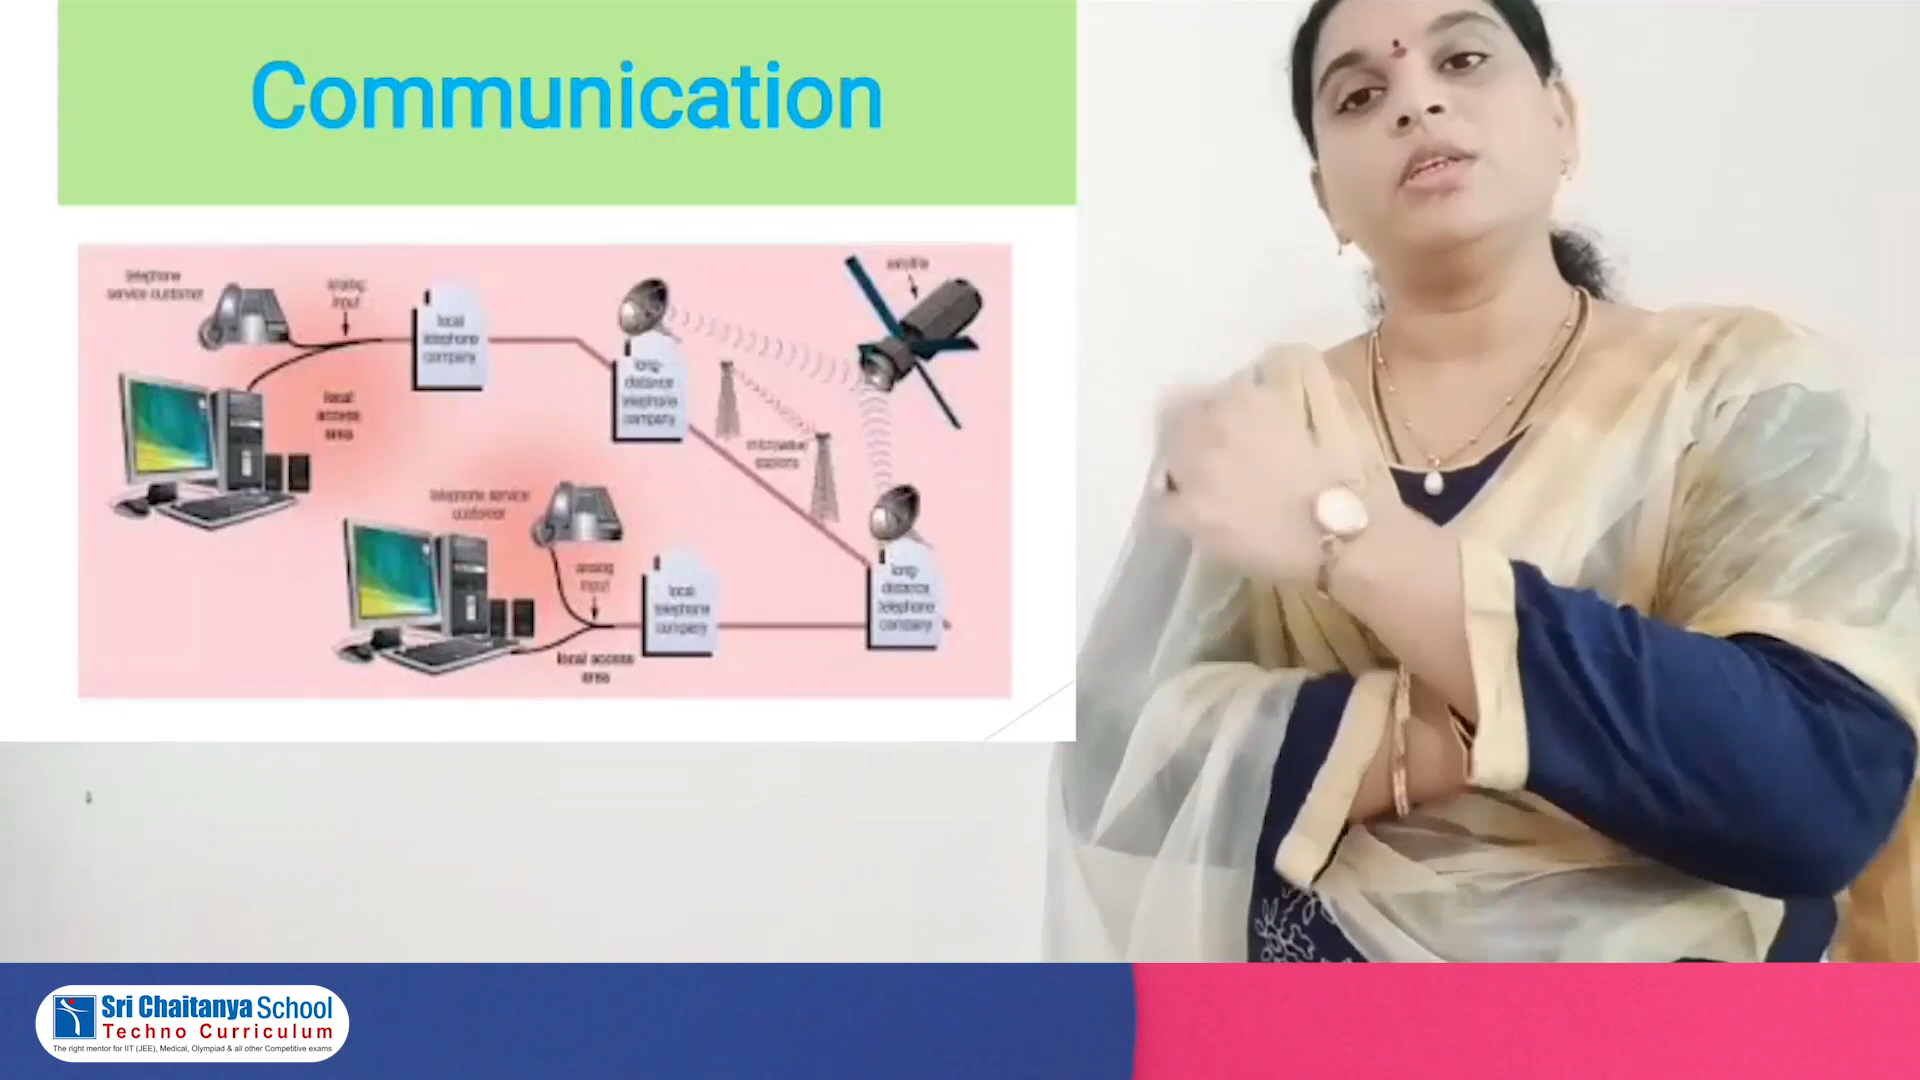 Communication
telephone
service customer
analog
input
local
telephone
company
satellite
long-
distance
telephone
company
local
access
area
microwave
stations
telephone service
customer
analog
input
local
telephone
company
long-
distance
telephone
company
local access
area
Sri Chaitanya School
Techno Curriculum
The right mentor for IIT (JEE), Medical, Olympiad & all other Competitive exams